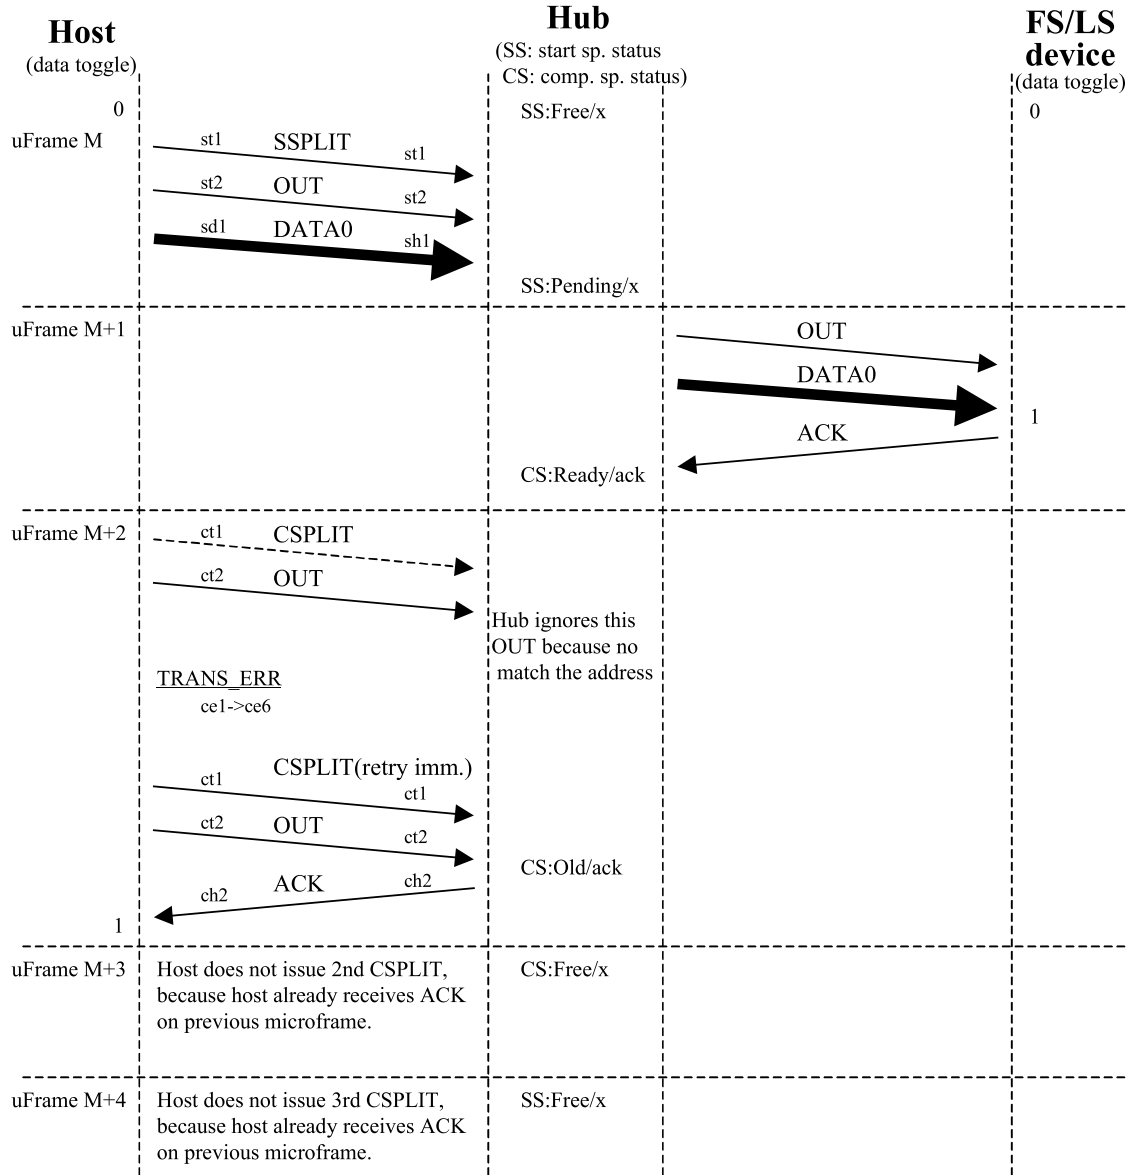 Host
(data toggle)
Hub
(SS: start sp. status
CS: comp. sp. status)
FS/LS
device
(data toggle)
0
SS:Free/x
0
uFrame M
st1
SSPLIT
st1
st2
OUT
st2
sd1
DATA0
sh1
SS:Pending/x
uFrame M+1
OUT
DATA0
1
ACK
CS:Ready/ack
uFrame M+2
ct1
CSPLIT
ct2
OUT
Hub ignores this
OUT because no
match the address
TRANS_ERR
ce1->ce6
CSPLIT(retry imm.)
ct1
ct1
ct2
OUT
ct2
CS:Old/ack
ACK
ch2
ch2
1
uFrame M+3
Host does not issue 2nd CSPLIT,
because host already receives ACK
on previous microframe.
CS:Free/x
uFrame M+4
Host does not issue 3rd CSPLIT,
because host already receives ACK
on previous microframe.
SS:Free/x